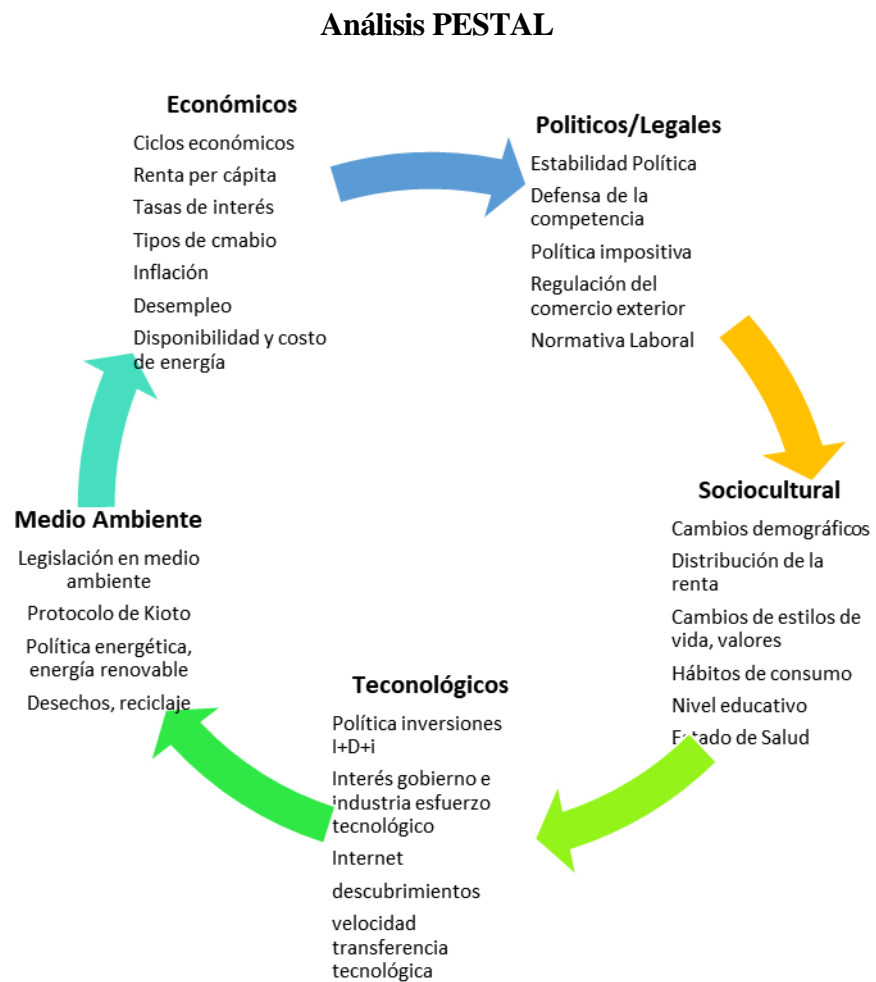 Análisis PESTAL
Económicos
Ciclos económicos
Renta per cápita
Tasas de interés
Tipos de cmabio
Inflación
Desempleo
Disponibilidad y costo
de energía
Politicos/Legales
Estabilidad Política
Defensa de la
competencia
Política impositiva
Regulación del
comercio exterior
Normativa Laboral
Sociocultural
Cambios demográficos
Distribución de la
renta
Cambios de estilos de
vida, valores
Hábitos de consumo
Nivel educativo
Estado de Salud
Teconológicos
Política inversiones
I+D+i
Interés gobierno e
industria esfuerzo
tecnológico
Internet
descubrimientos
velocidad
transferencia
tecnológica
Medio Ambiente
Legislación en medio
ambiente
Protocolo de Kioto
Política energética,
energía renovable
Desechos, reciclaje